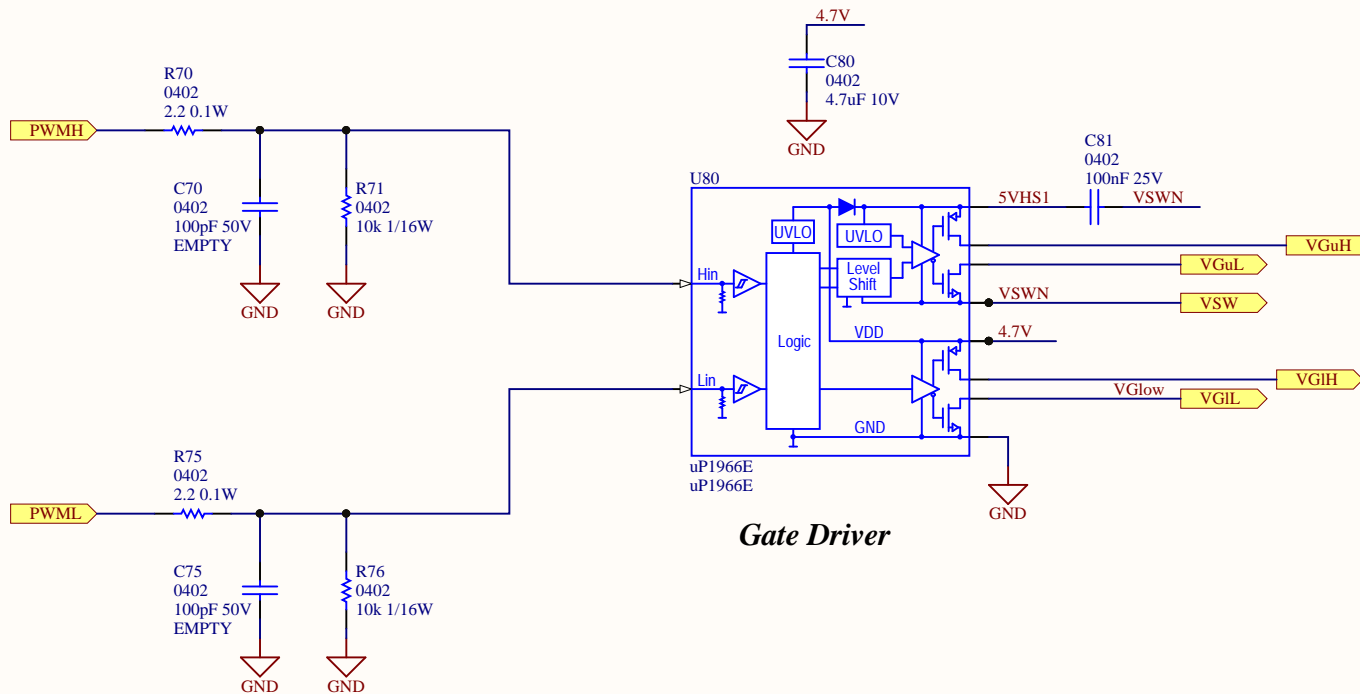 4.7V
C80
0402
4.7uF 10V
GND
R70
0402
2.2 0.1W
PWMH
C70
0402
100pF 50V
EMPTY
R71
0402
10k 1/16W
GND
GND
C81
0402
100nF 25V
U80
5VHS1
VSWN
UVLO
UVLO
VGuH
Hin
Level
Shift
VGuL
VSWN
VSW
Logic
VDD
4.7V
Lin
VGlH
VGlow
VGlL
GND
uP1966E
uP1966E
GND
Gate Driver
R75
0402
2.2 0.1W
PWML
C75
0402
100pF 50V
EMPTY
R76
0402
10k 1/16W
GND
GND